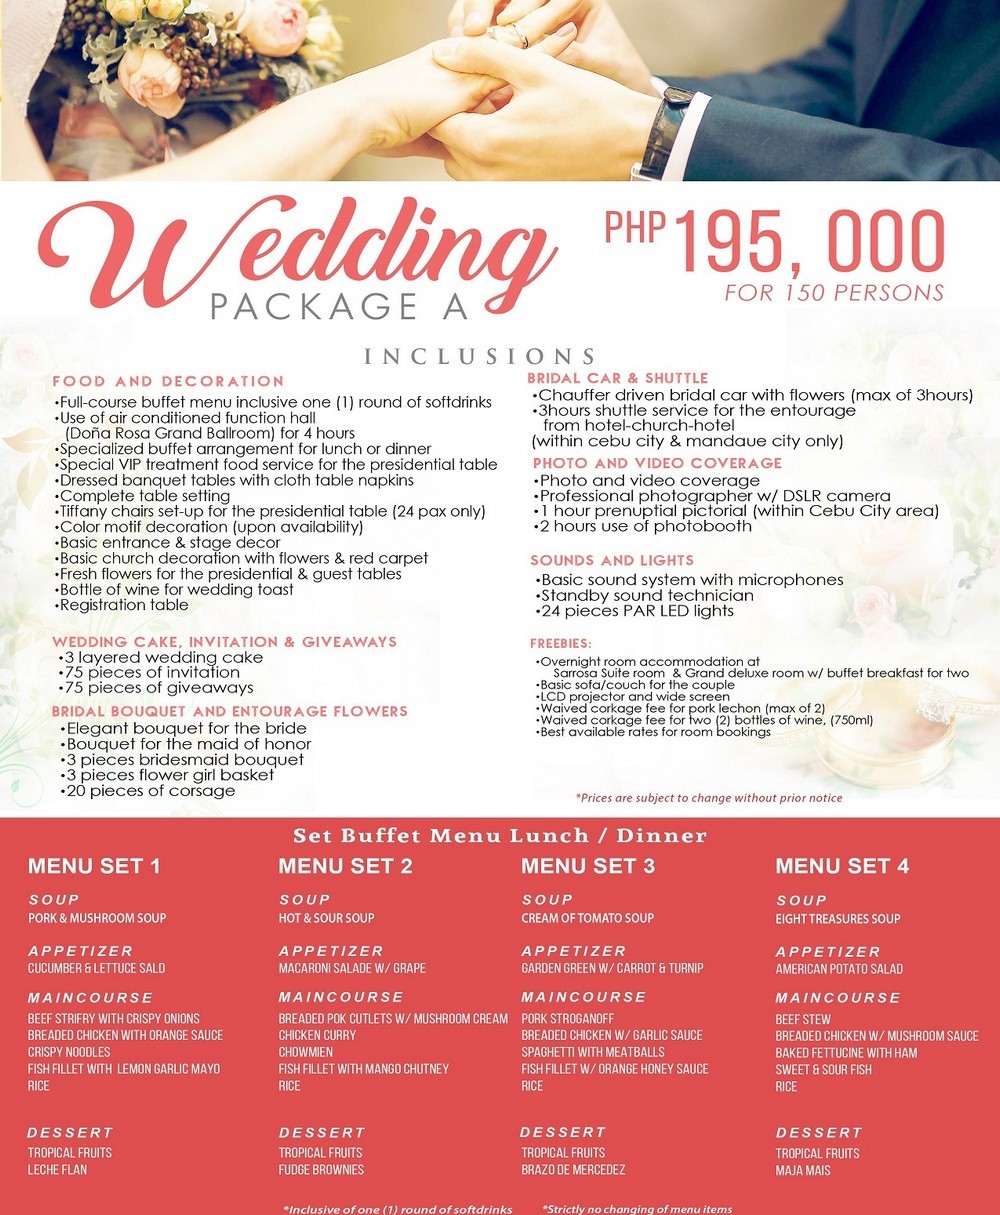 Wedding
PACKAGE A
PHP 195, 000
FOR 150 PERSONS
INCLUSIONS
FOOD AND DECORATION
•Full-course buffet menu inclusive one (1) round of softdrinks
•Use of air conditioned function hall
(Doña Rosa Grand Ballroom) for 4 hours
•Specialized buffet arrangement for lunch or dinner
•Special VIP treatment food service for the presidential table
•Dressed banquet tables with cloth table napkins
•Complete table setting
•Tiffany chairs set-up for the presidential table (24 pax only)
•Color motif decoration (upon availability)
•Basic entrance & stage decor
•Basic church decoration with flowers & red carpet
•Fresh flowers for the presidential & guest tables
•Bottle of wine for wedding toast
•Registration table
WEDDING CAKE, INVITATION & GIVEAWAYS
•3 layered wedding cake
•75 pieces of invitation
•75 pieces of giveaways
BRIDAL BOUQUET AND ENTOURAGE FLOWERS
•Elegant bouquet for the bride
•Bouquet for the maid of honor
•3 pieces bridesmaid bouquet
•3 pieces flower girl basket
•20 pieces of corsage
BRIDAL CAR & SHUTTLE
•Chauffer driven bridal car with flowers (max of 3hours)
•3hours shuttle service for the entourage
from hotel-church-hotel
(within cebu city & mandaue city only)
PHOTO AND VIDEO COVERAGE
•Photo and video coverage
•Professional photographer w/ DSLR camera
•1 hour prenuptial pictorial (within Cebu City area)
•2 hours use of photobooth
SOUNDS AND LIGHTS
•Basic sound system with microphones
•Standby sound technician
•24 pieces PAR LED lights
FREEBIES:
•Overnight room accommodation at
Sarrosa Suite room & Grand deluxe room w/ buffet breakfast for two
•Basic sofa/couch for the couple
•LCD projector and wide screen
•Waived corkage fee for pork lechon (max of 2)
•Waived corkage fee for two (2) bottles of wine, (750ml)
•Best available rates for room bookings
*Prices are subject to change without prior notice
Set Buffet Menu Lunch / Dinner
MENU SET 1
SOUP
PORK & MUSHROOM SOUP
APPETIZER
CUCUMBER & LETTUCE SALD
MAINCOURSE
BEEF STRIFRY WITH CRISPY ONIONS
BREADED CHICKEN WITH ORANGE SAUCE
CRISPY NOODLES
FISH FILLET WITH LEMON GARLIC MAYO
RICE
DESSERT
TROPICAL FRUITS
LECHE FLAN
MENU SET 2
SOUP
HOT & SOUR SOUP
APPETIZER
MACARONI SALADE W/ GRAPE
MAINCOURSE
BREADED POK CUTLETS W/ MUSHROOM CREAM
CHICKEN CURRY
CHOWMIEN
FISH FILLET WITH MANGO CHUTNEY
RICE
DESSERT
TROPICAL FRUITS
FUDGE BROWNIES
MENU SET 3
SOUP
CREAM OF TOMATO SOUP
APPETIZER
GARDEN GREEN W/ CARROT & TURNIP
MAINCOURSE
PORK STROGANOFF
BREADED CHICKEN W/ GARLIC SAUCE
SPAGHETTI WITH MEATBALLS
FISH FILLET W/ ORANGE HONEY SAUCE
RICE
DESSERT
TROPICAL FRUITS
BRAZO DE MERCEDEZ
MENU SET 4
SOUP
EIGHT TREASURES SOUP
APPETIZER
AMERICAN POTATO SALAD
MAINCOURSE
BEEF STEW
BREADED CHICKEN W/ MUSHROOM SAUCE
BAKED FETTUCINE WITH HAM
SWEET & SOUR FISH
RICE
DESSERT
TROPICAL FRUITS
MAJA MAIS
*Inclusive of one (1) round of softdrinks
*Strictly no changing of menu items